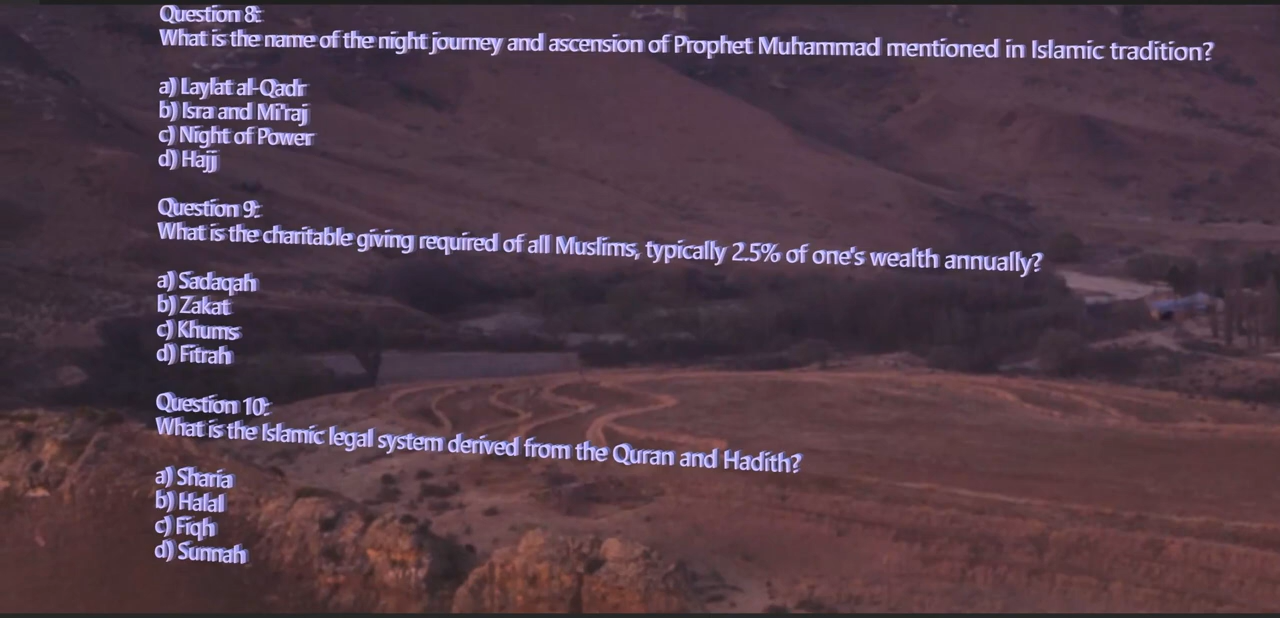 Question 8:
What is the name of the night journey and ascension of Prophet Muhammad mentioned in Islamic tradition?
a) Laylat al-Qadr
b) Isra and Mi'raj
c) Night of Power
d) Hajj
Question 9:
What is the charitable giving required of all Muslims, typically 2.5% of one's wealth annually?
a) Sadaqah
b) Zakat
c) Khums
d) Fitrah
Question 10:
What is the Islamic legal system derived from the Quran and Hadith?
a) Sharia
b) Halal
c) Fiqh
d) Sunnah